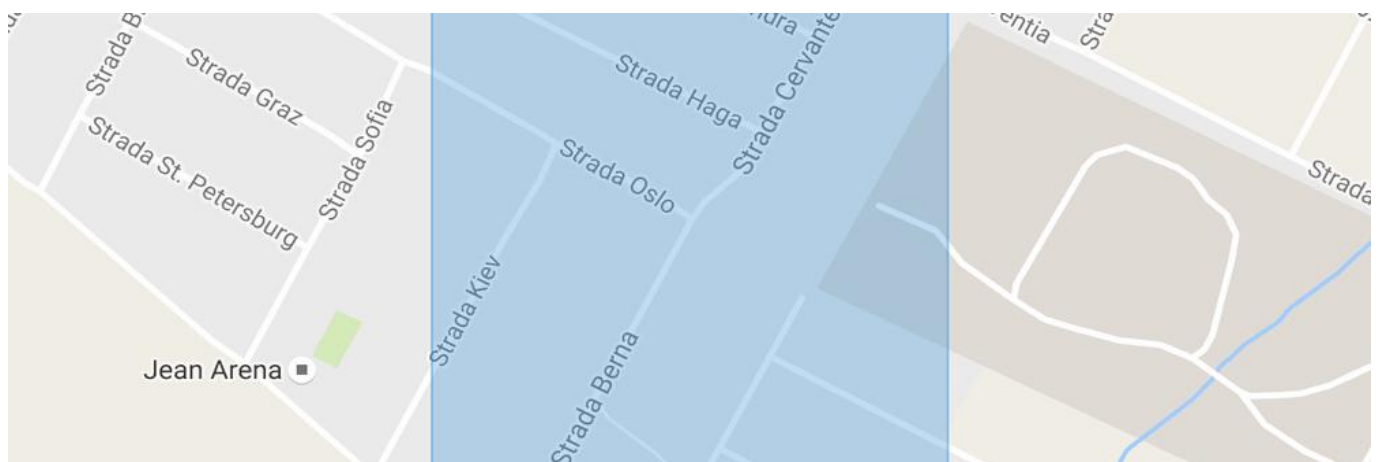 Strada Graz
Strada St. Petersburg
Strada Sofia
Jean Arena
Strada Kiev
Strada Oslo
Strada Haga
Strada Cervante
Strada Berna
Strada